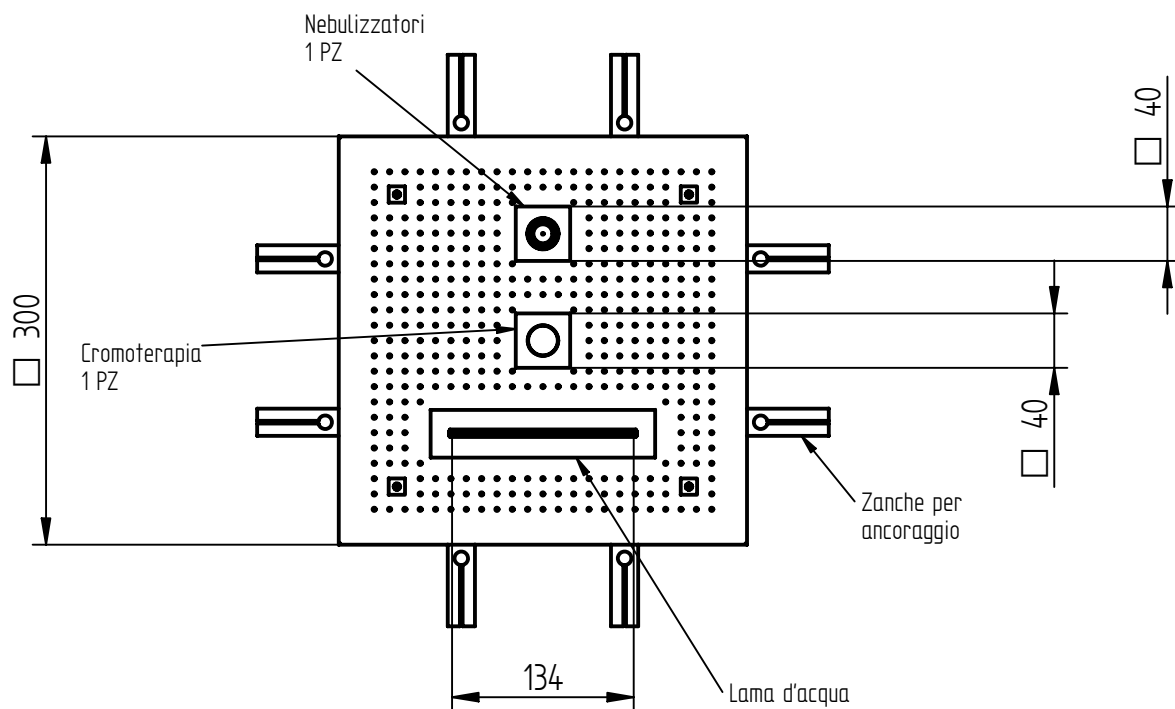 Nebulizzatori
1 PZ
□ 40
□ 300
Cromoterapia
1 PZ
□ 40
Zanche per
ancoraggio
134
Lama d'acqua